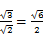 √3/√2 = √6/2